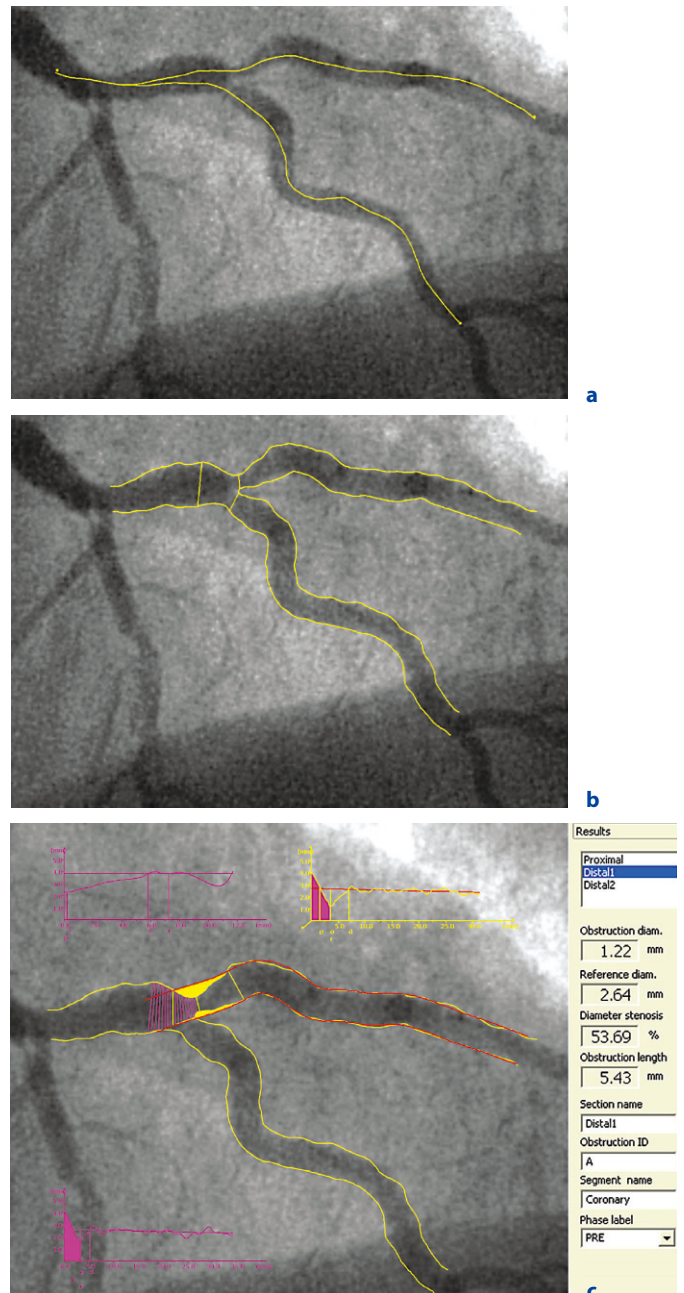 a
b
Results
Proximal
Distal1
Distal2
Obstruction diam.
1.22 mm
Reference diam.
2.64 mm
Diameter stenosis
53.69 %
Obstruction length
5.43 mm
Section name
Distal1
Obstruction ID
A
Segment name
Coronary
Phase label
PRE
c